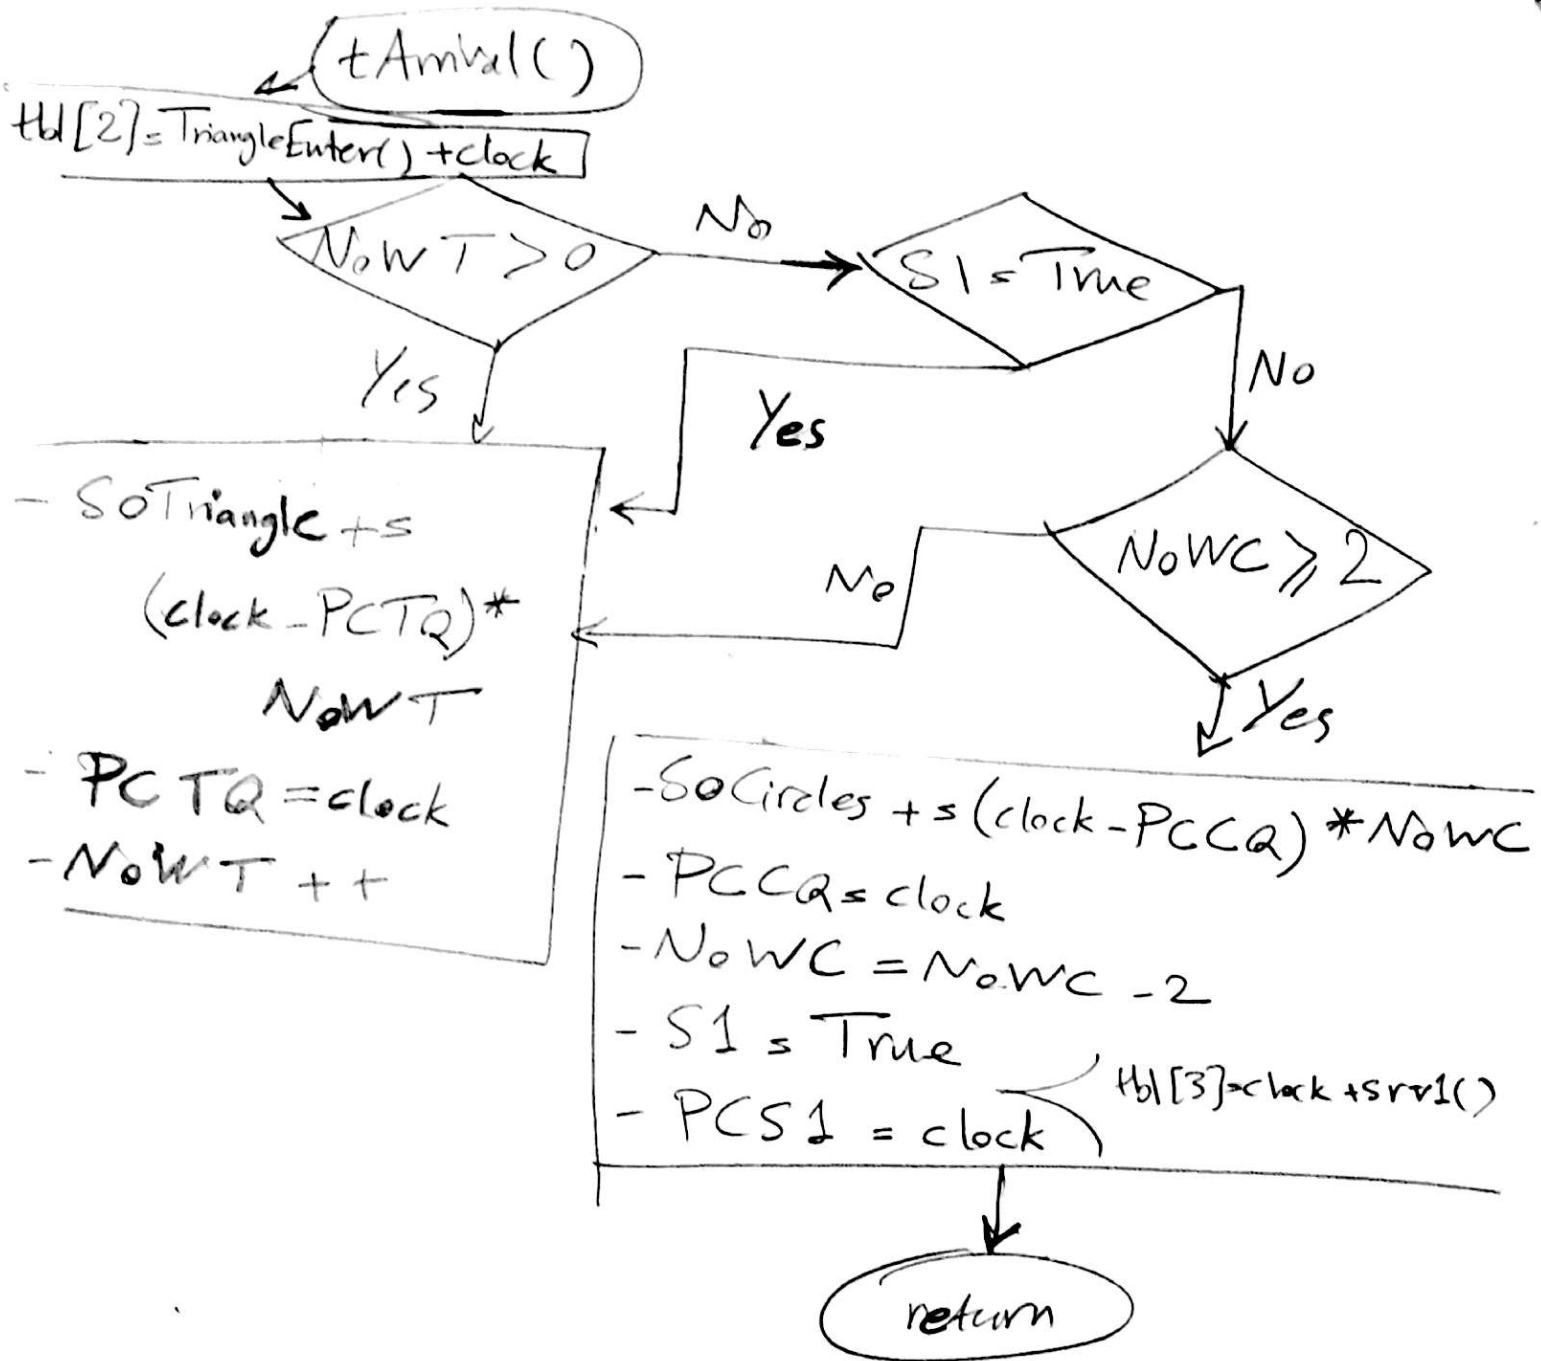 tArrival()
tbl[2]=TriangleEnter()+clock
NoWT>0
No
S1=True
Yes
No
Yes
- SoTriangle +=
(clock-PCTQ)*
NoWT
- PCTQ=clock
- NoWT++
No
NoWC⩾2
Yes
-SoCircles +=(clock-PCCQ)*NoWC
- PCCQ=clock
- NoWC=NoWC-2
- S1=True
tbl[3]=clock+srv1()
- PCS1=clock
return